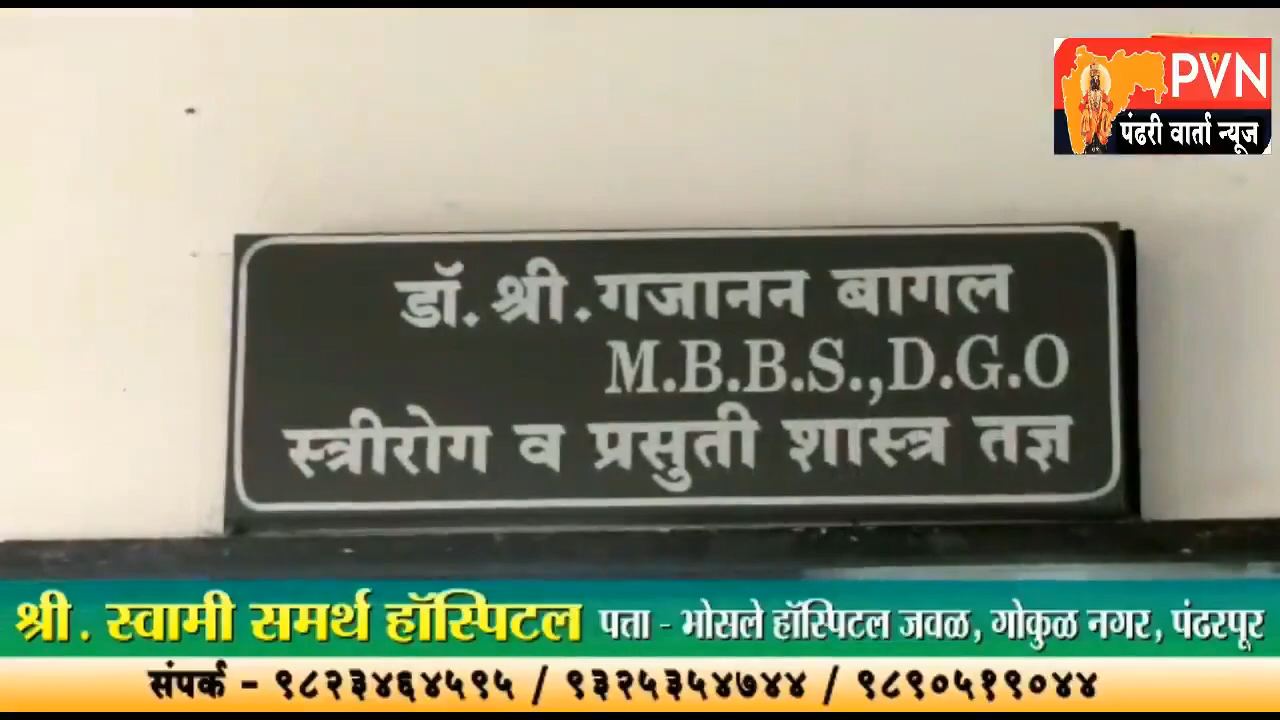 PVN
पंढरी वार्ता न्यूज
डॉ. श्री. गजानन बागल
M.B.B.S.,D.G.O
स्त्रीरोग व प्रसुती शास्त्र तज्ञ
श्री. स्वामी समर्थ हॉस्पिटल पत्ता - भोसले हॉस्पिटल जवळ, गोकुळ नगर, पंढरपूर
संपर्क - ९८२३४६४५९५ / ९३२५३५४७४४ / ९८९०५१९०४४